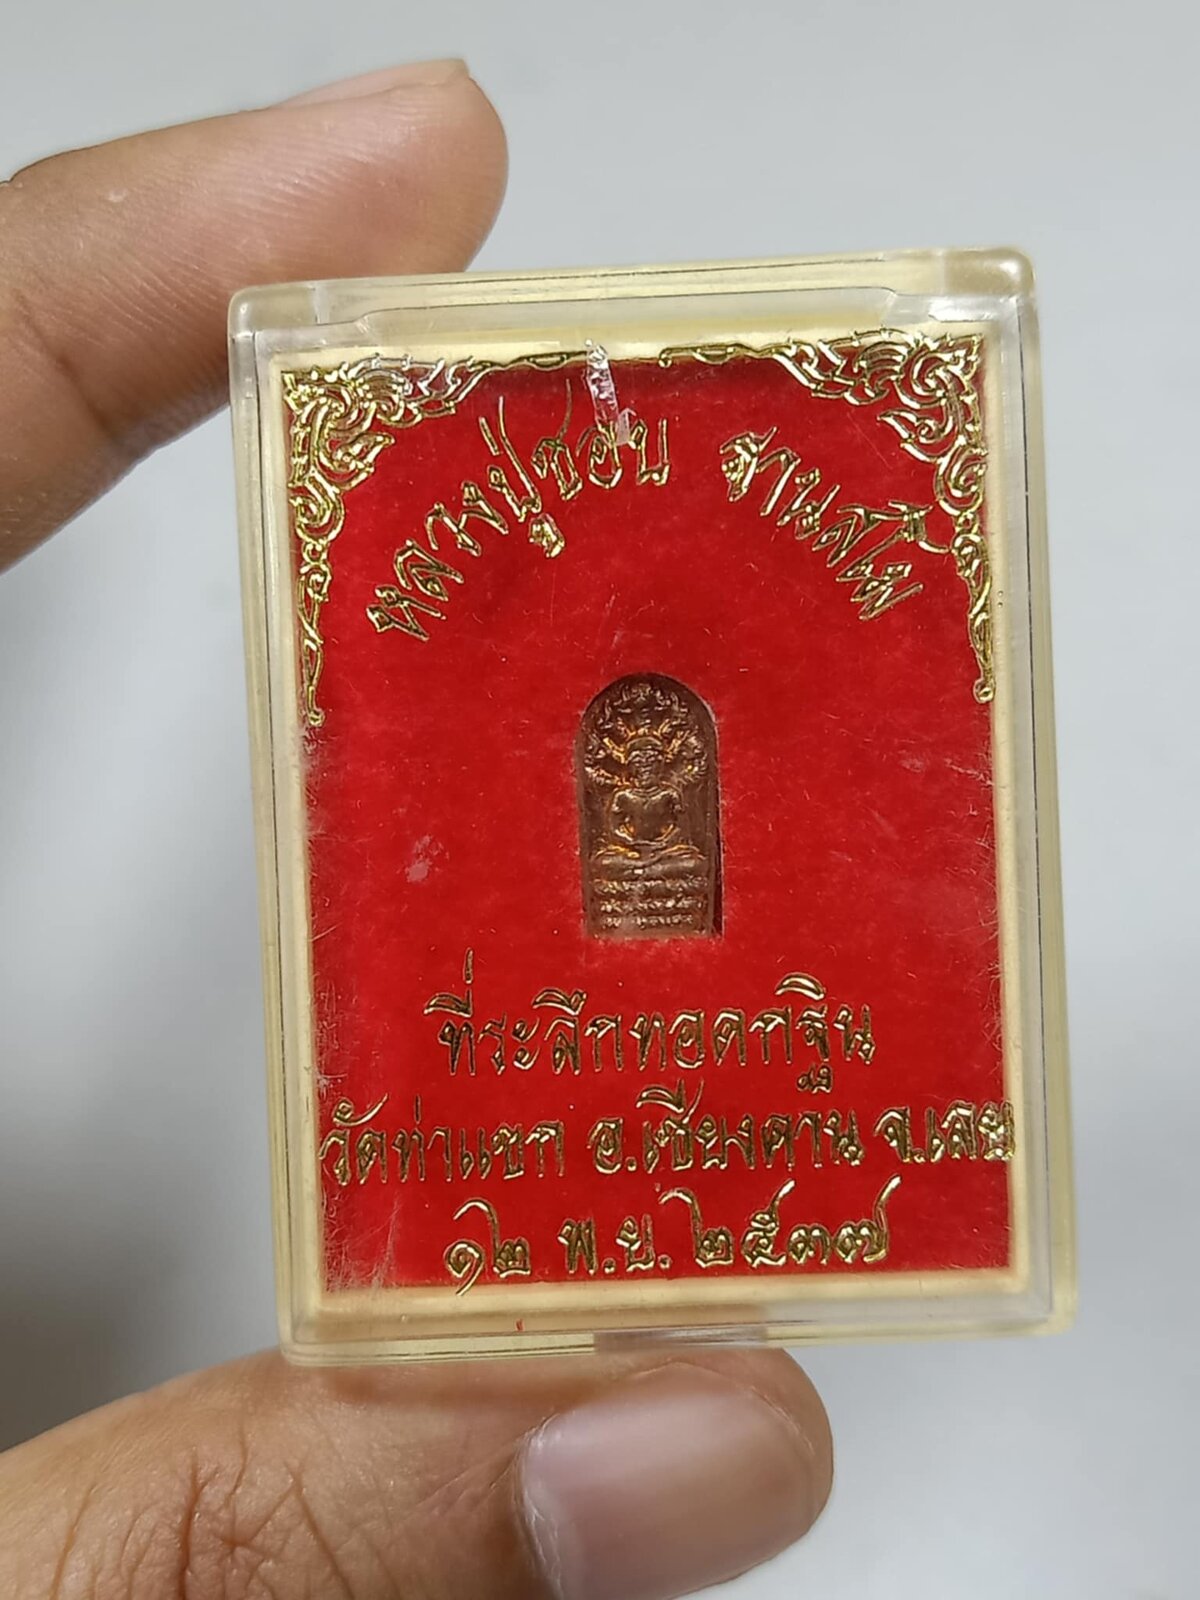 หลวงปู่ชอบ ฐานสโม
ที่ระลึกทอดกฐิน
วัดท่าแขก อ.เชียงคาน จ.เลย
๑๒ พ.ย. ๒๕๓๗